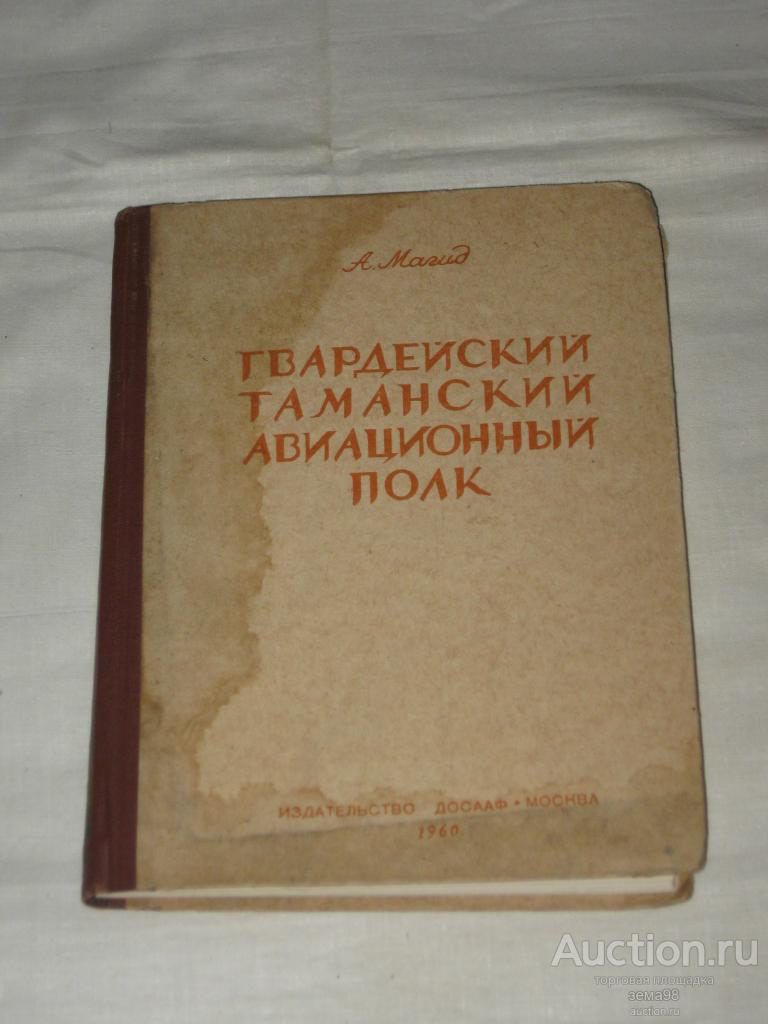 А. Магид
ГВАРДЕЙСКИЙ
ТАМАНСКИЙ
АВИАЦИОННЫЙ
ПОЛК
ИЗДАТЕЛЬСТВО ДОСААФ • МОСКВА
1960
Auction.ru
торговая площадка
зема98
auction.ru